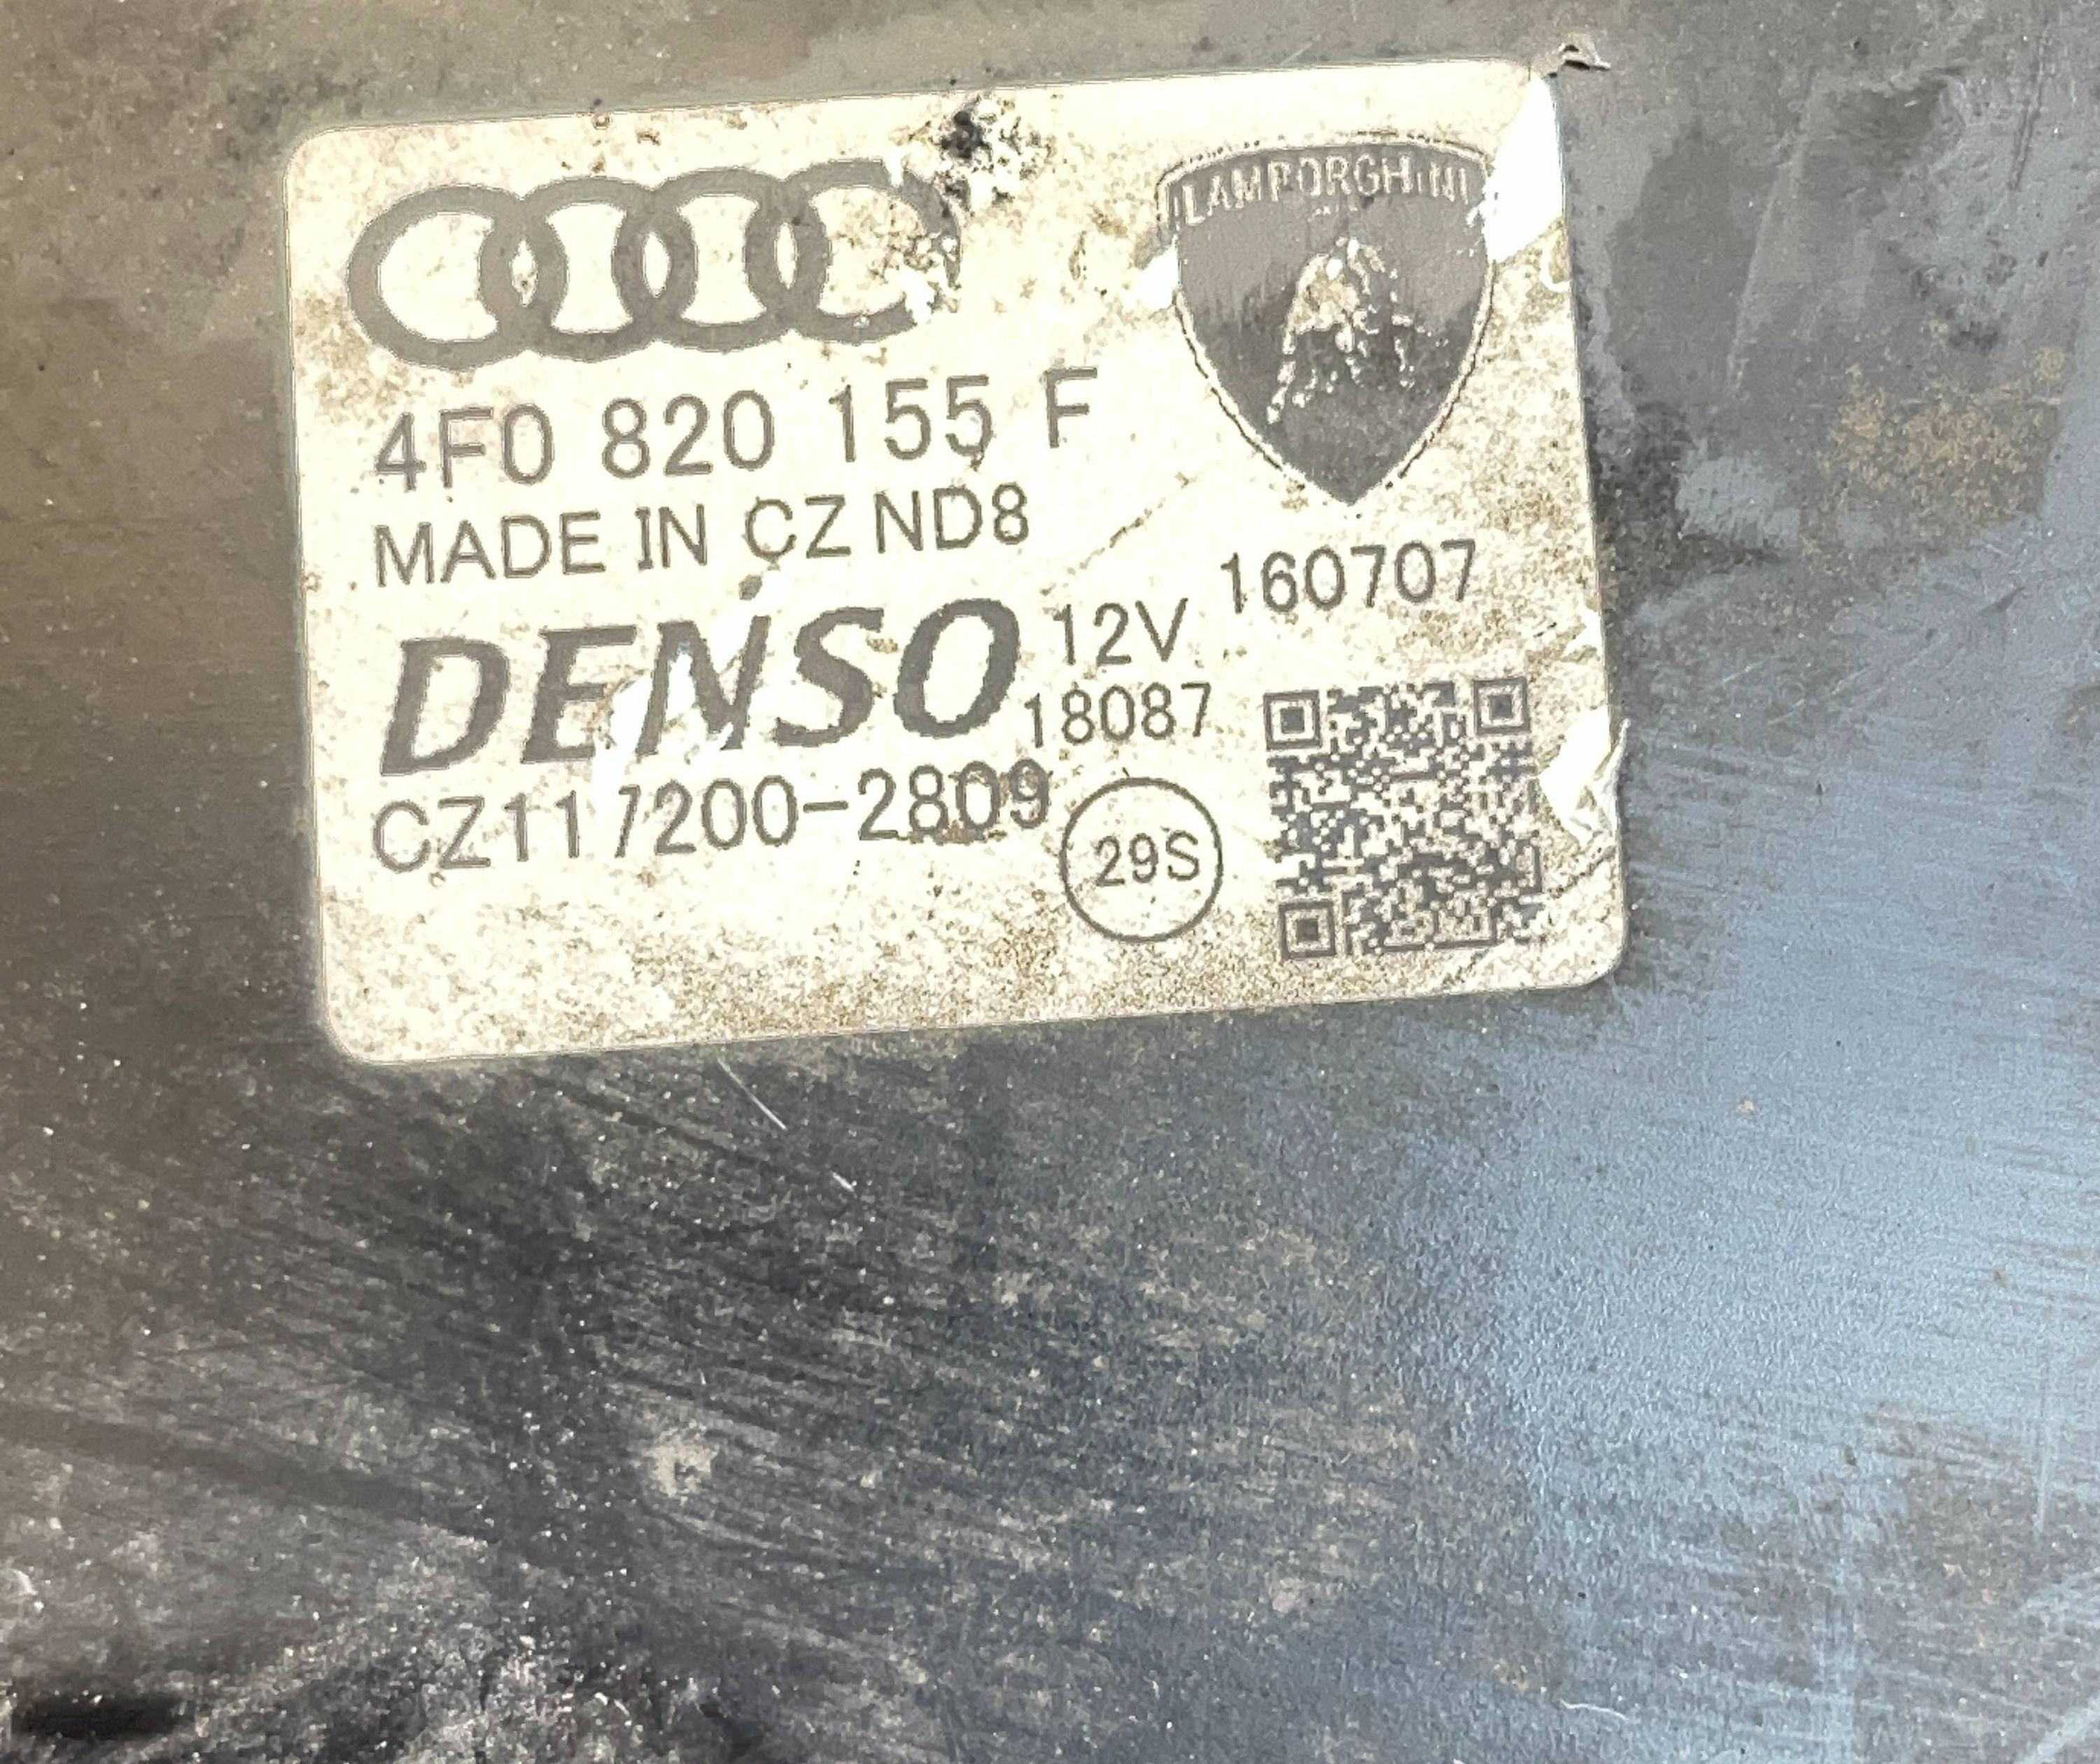 LAMBORGHINI
4F0 820 155 F
MADE IN CZ ND8
160707
DENSO 12V
18087
CZ117200-2809
29S